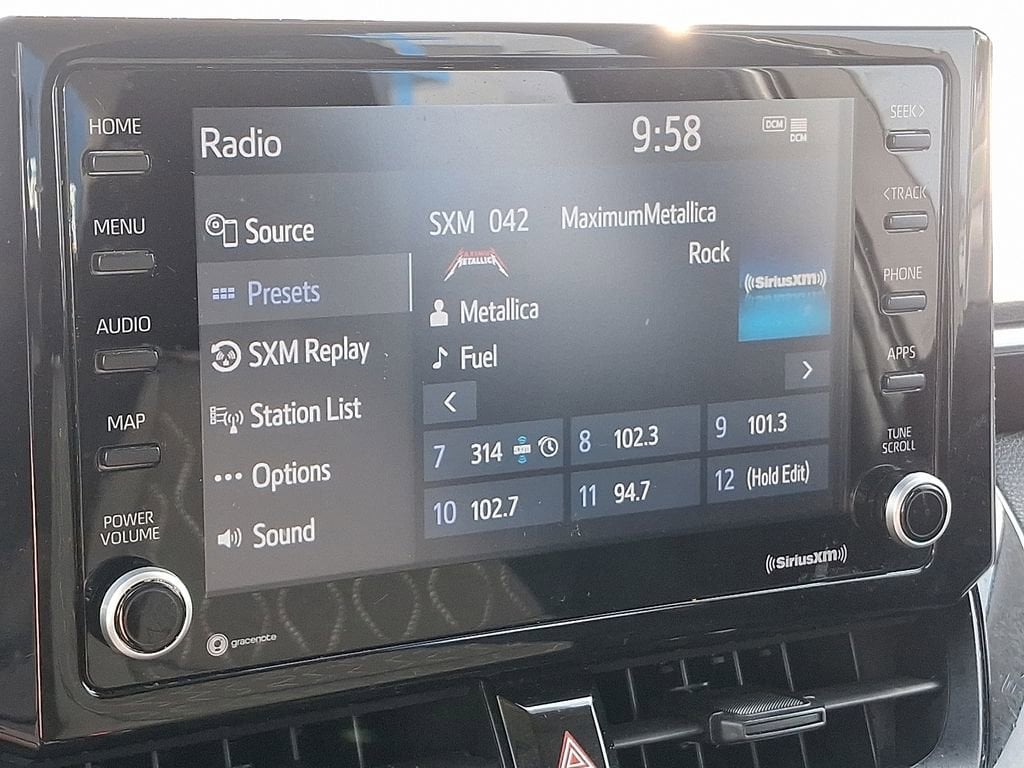 HOME
MENU
AUDIO
MAP
POWER
VOLUME
Radio
9:58
DCM
DCM
Source
Presets
SXM Replay
Station List
Options
Sound
SXM 042 MaximumMetallica
Rock
MAXIMUM
METALLICA
((SiriusXM))
Metallica
Fuel
<
>
7 314
8 102.3
9 101.3
10 102.7
11 94.7
12 (Hold Edit)
SEEK>
<TRACK
PHONE
APPS
TUNE
SCROLL
gracenote
((SiriusXM))